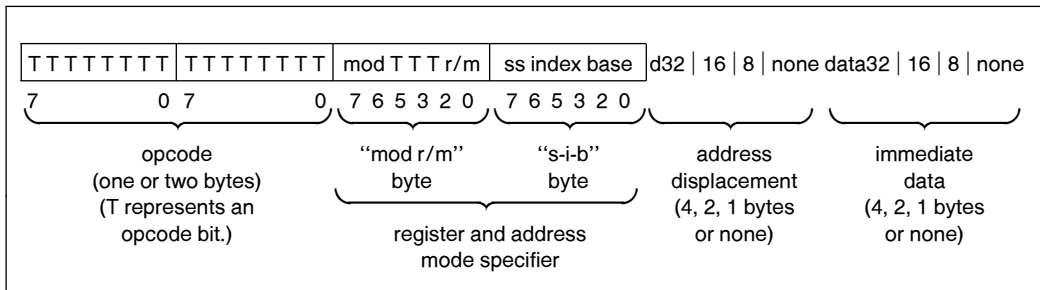 T T T T T T T T T T T T T T T T mod T T T r/m ss index base d32 | 16 | 8 | none data32 | 16 | 8 | none
7 0 7 0 7 6 5 3 2 0 7 6 5 3 2 0
opcode
(one or two bytes)
(T represents an
opcode bit.)
‘‘mod r/m’’
byte
‘‘s-i-b’’
byte
register and address
mode specifier
address
displacement
(4, 2, 1 bytes
or none)
immediate
data
(4, 2, 1 bytes
or none)